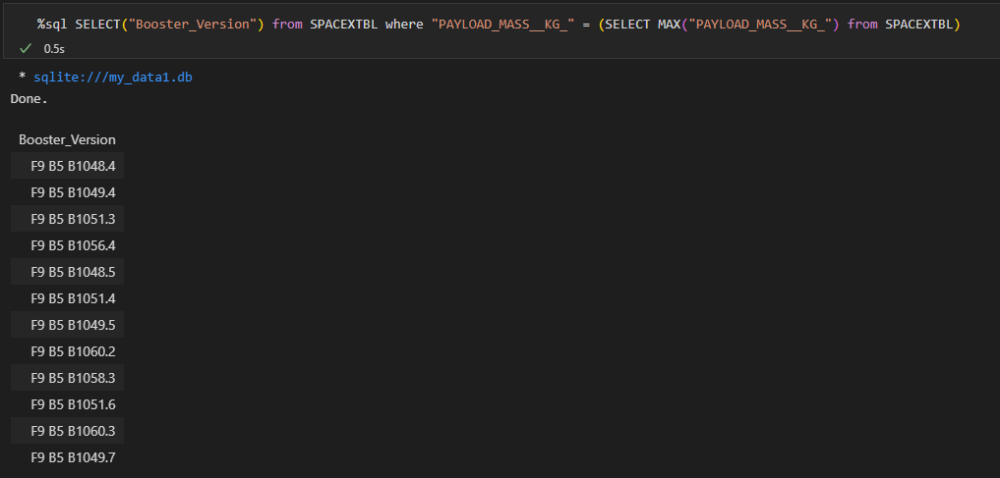 %sql SELECT("Booster_Version") from SPACEXTBL where "PAYLOAD_MASS__KG_" = (SELECT MAX("PAYLOAD_MASS__KG_") from SPACEXTBL)
0.5s
* sqlite:///my_data1.db
Done.
Booster_Version
F9 B5 B1048.4
F9 B5 B1049.4
F9 B5 B1051.3
F9 B5 B1056.4
F9 B5 B1048.5
F9 B5 B1051.4
F9 B5 B1049.5
F9 B5 B1060.2
F9 B5 B1058.3
F9 B5 B1051.6
F9 B5 B1060.3
F9 B5 B1049.7